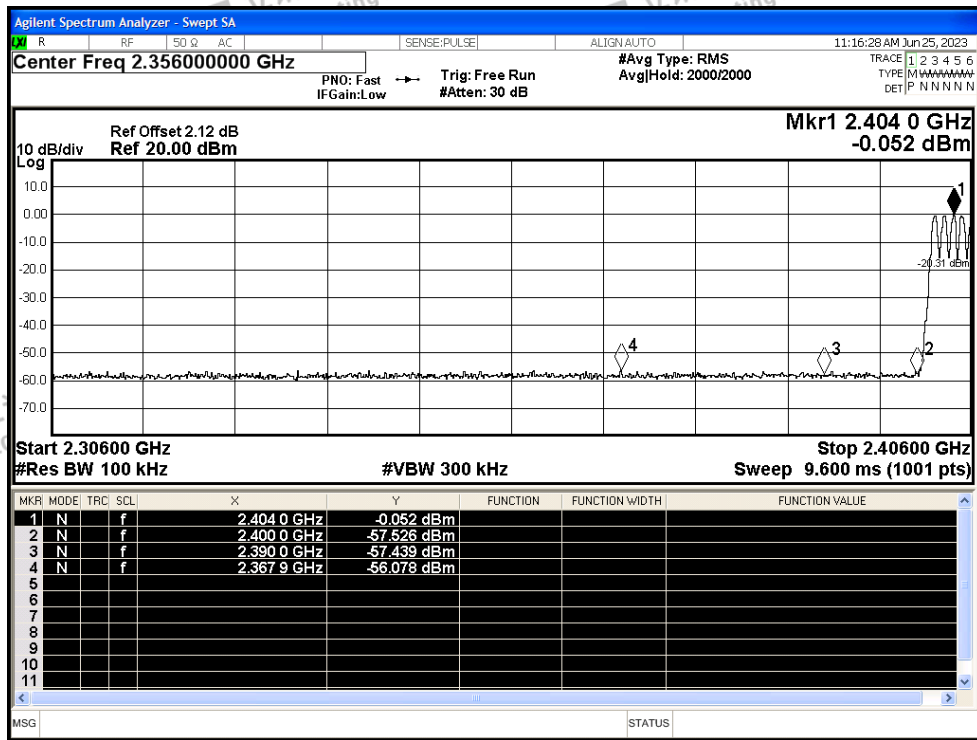 Agilent Spectrum Analyzer - Swept SA
LXI R RF 50 Ω AC SENSE:PULSE ALIGN AUTO 11:16:28 AM Jun 25, 2023
Center Freq 2.356000000 GHz
PNO: Fast
IFGain:Low
Trig: Free Run
#Atten: 30 dB
#Avg Type: RMS
Avg|Hold: 2000/2000
TRACE 1 2 3 4 5 6
TYPE M
DET P N N N N N
Mkr1 2.404 0 GHz
-0.052 dBm
Ref Offset 2.12 dB
10 dB/div Ref 20.00 dBm
Log
10.0
0.00
-10.0
-20.0
-30.0
-40.0
-50.0
-60.0
-70.0
1
-20.31 dBm
4
3
2
Start 2.30600 GHz Stop 2.40600 GHz
#Res BW 100 kHz #VBW 300 kHz Sweep 9.600 ms (1001 pts)
MKR MODE TRC SCL X Y FUNCTION FUNCTION WIDTH FUNCTION VALUE
1 N f 2.404 0 GHz -0.052 dBm
2 N f 2.400 0 GHz -57.526 dBm
3 N f 2.390 0 GHz -57.439 dBm
4 N f 2.367 9 GHz -56.078 dBm
5
6
7
8
9
10
11
MSG STATUS